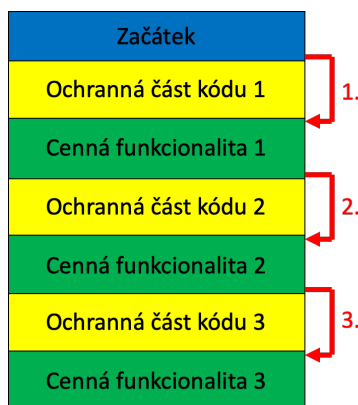 Začátek
Ochranná část kódu 1
1.
Cenná funkcionalita 1
Ochranná část kódu 2
2.
Cenná funkcionalita 2
Ochranná část kódu 3
3.
Cenná funkcionalita 3